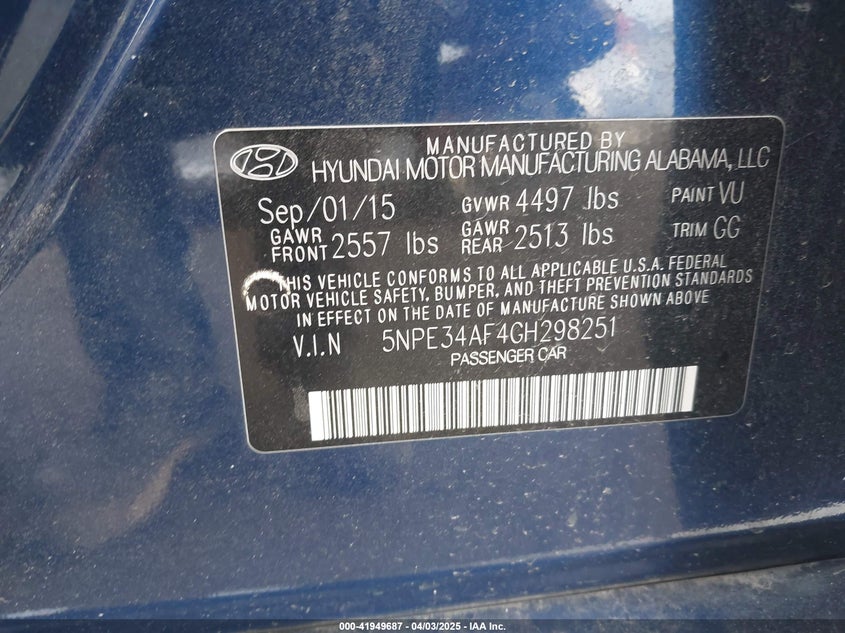 MANUFACTURED BY
HYUNDAI MOTOR MANUFACTURING ALABAMA, LLC
Sep/01/15 GVWR 4497 lbs PAINT VU
GAWR FRONT 2557 lbs GAWR REAR 2513 lbs TRIM GG
THIS VEHICLE CONFORMS TO ALL APPLICABLE U.S.A. FEDERAL
MOTOR VEHICLE SAFETY, BUMPER, AND THEFT PREVENTION STANDARDS
IN EFFECT ON THE DATE OF MANUFACTURE SHOWN ABOVE
V.I.N 5NPE34AF4GH298251
PASSENGER CAR
000-41949687 - 04/03/2025 - IAA Inc.